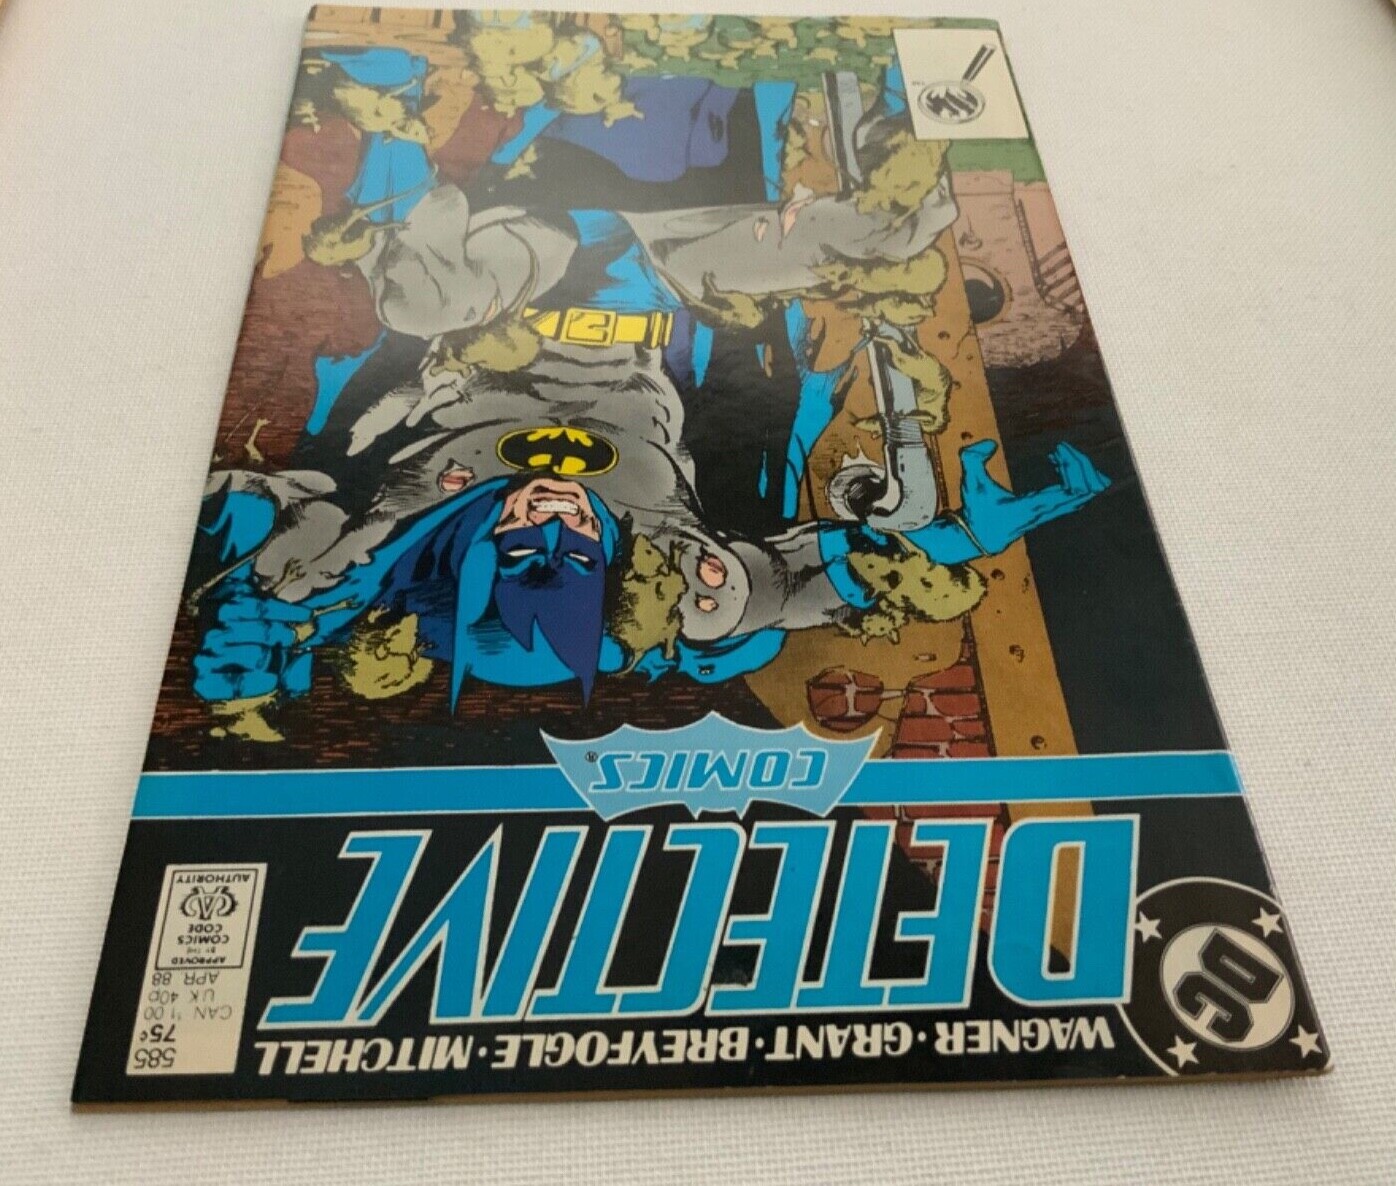 WAGNER · GRANT · BREYFOGLE · MITCHELL
DC
DETECTIVE
COMICS®
585
75¢
CAN. $1.00
U.K. 40p
APR. 88
APPROVED
BY THE
COMICS
CODE
AUTHORITY